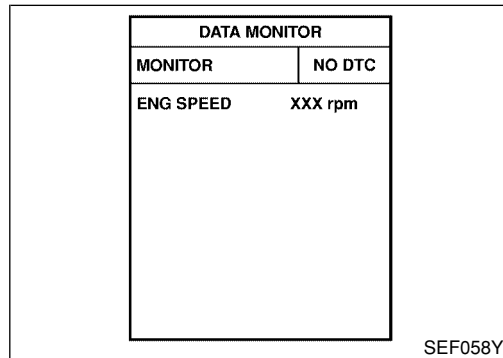 DATA MONITOR
MONITOR NO DTC
ENG SPEED XXX rpm
SEF058Y